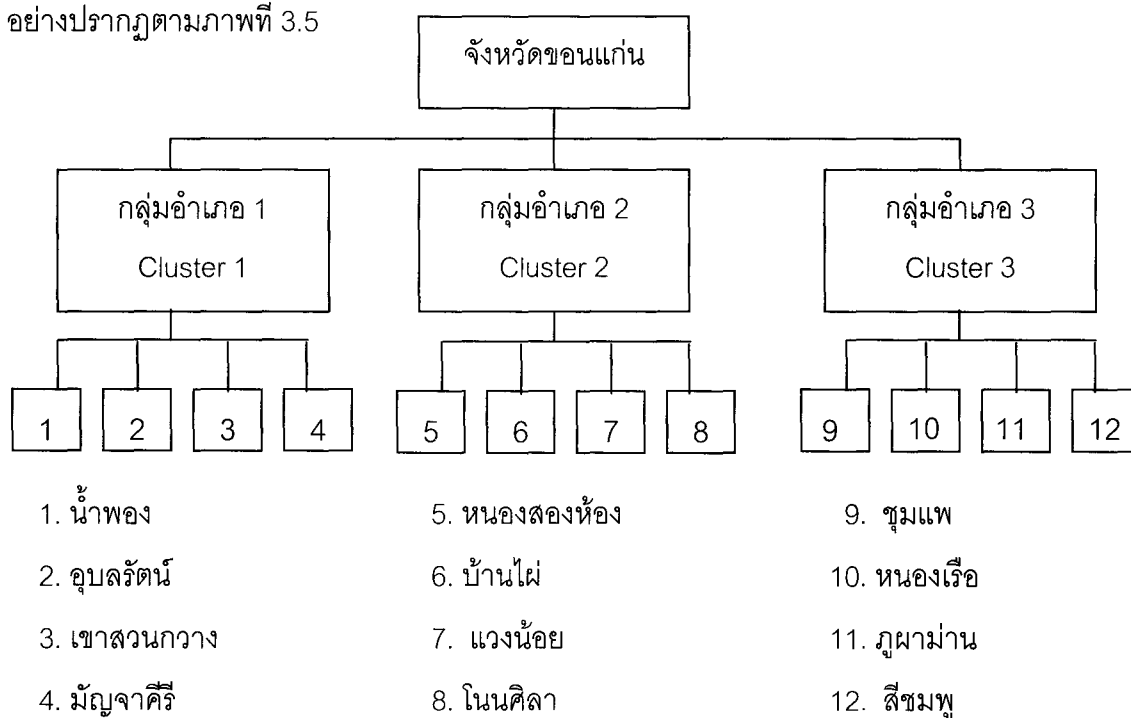 อย่างปรากฏตามภาพที่ 3.5
จังหวัดขอนแก่น
กลุ่มอำเภอ 1
Cluster 1
กลุ่มอำเภอ 2
Cluster 2
กลุ่มอำเภอ 3
Cluster 3
1 2 3 4 5 6 7 8 9 10 11 12
1. น้ำพอง
2. อุบลรัตน์
3. เขาสวนกวาง
4. มัญจาคีรี
5. หนองสองห้อง
6. บ้านไผ่
7. แวงน้อย
8. โนนศิลา
9. ชุมแพ
10. หนองเรือ
11. ภูผาม่าน
12. สีชมพู